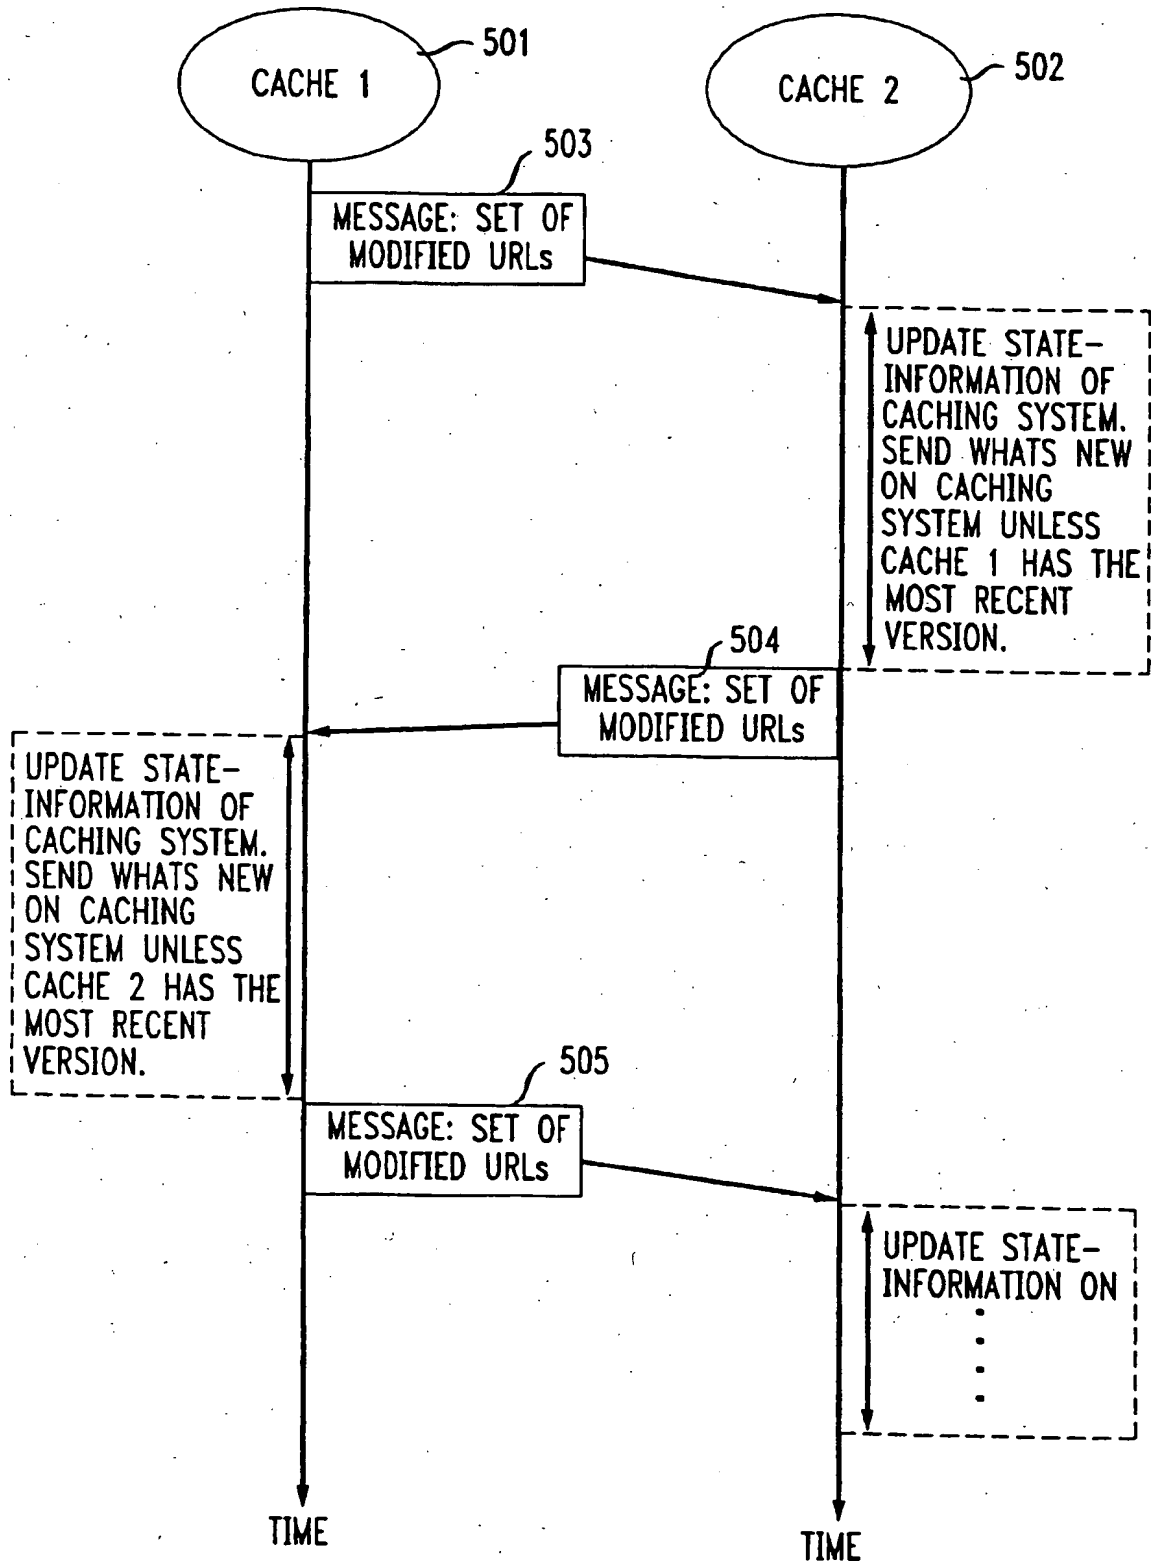 501
CACHE 1
502
CACHE 2
503
MESSAGE: SET OF
MODIFIED URLs
UPDATE STATE-
INFORMATION OF
CACHING SYSTEM.
SEND WHATS NEW
ON CACHING
SYSTEM UNLESS
CACHE 1 HAS THE
MOST RECENT
VERSION.
504
MESSAGE: SET OF
MODIFIED URLs
UPDATE STATE-
INFORMATION OF
CACHING SYSTEM.
SEND WHATS NEW
ON CACHING
SYSTEM UNLESS
CACHE 2 HAS THE
MOST RECENT
VERSION.
505
MESSAGE: SET OF
MODIFIED URLs
UPDATE STATE-
INFORMATION ON
TIME
TIME